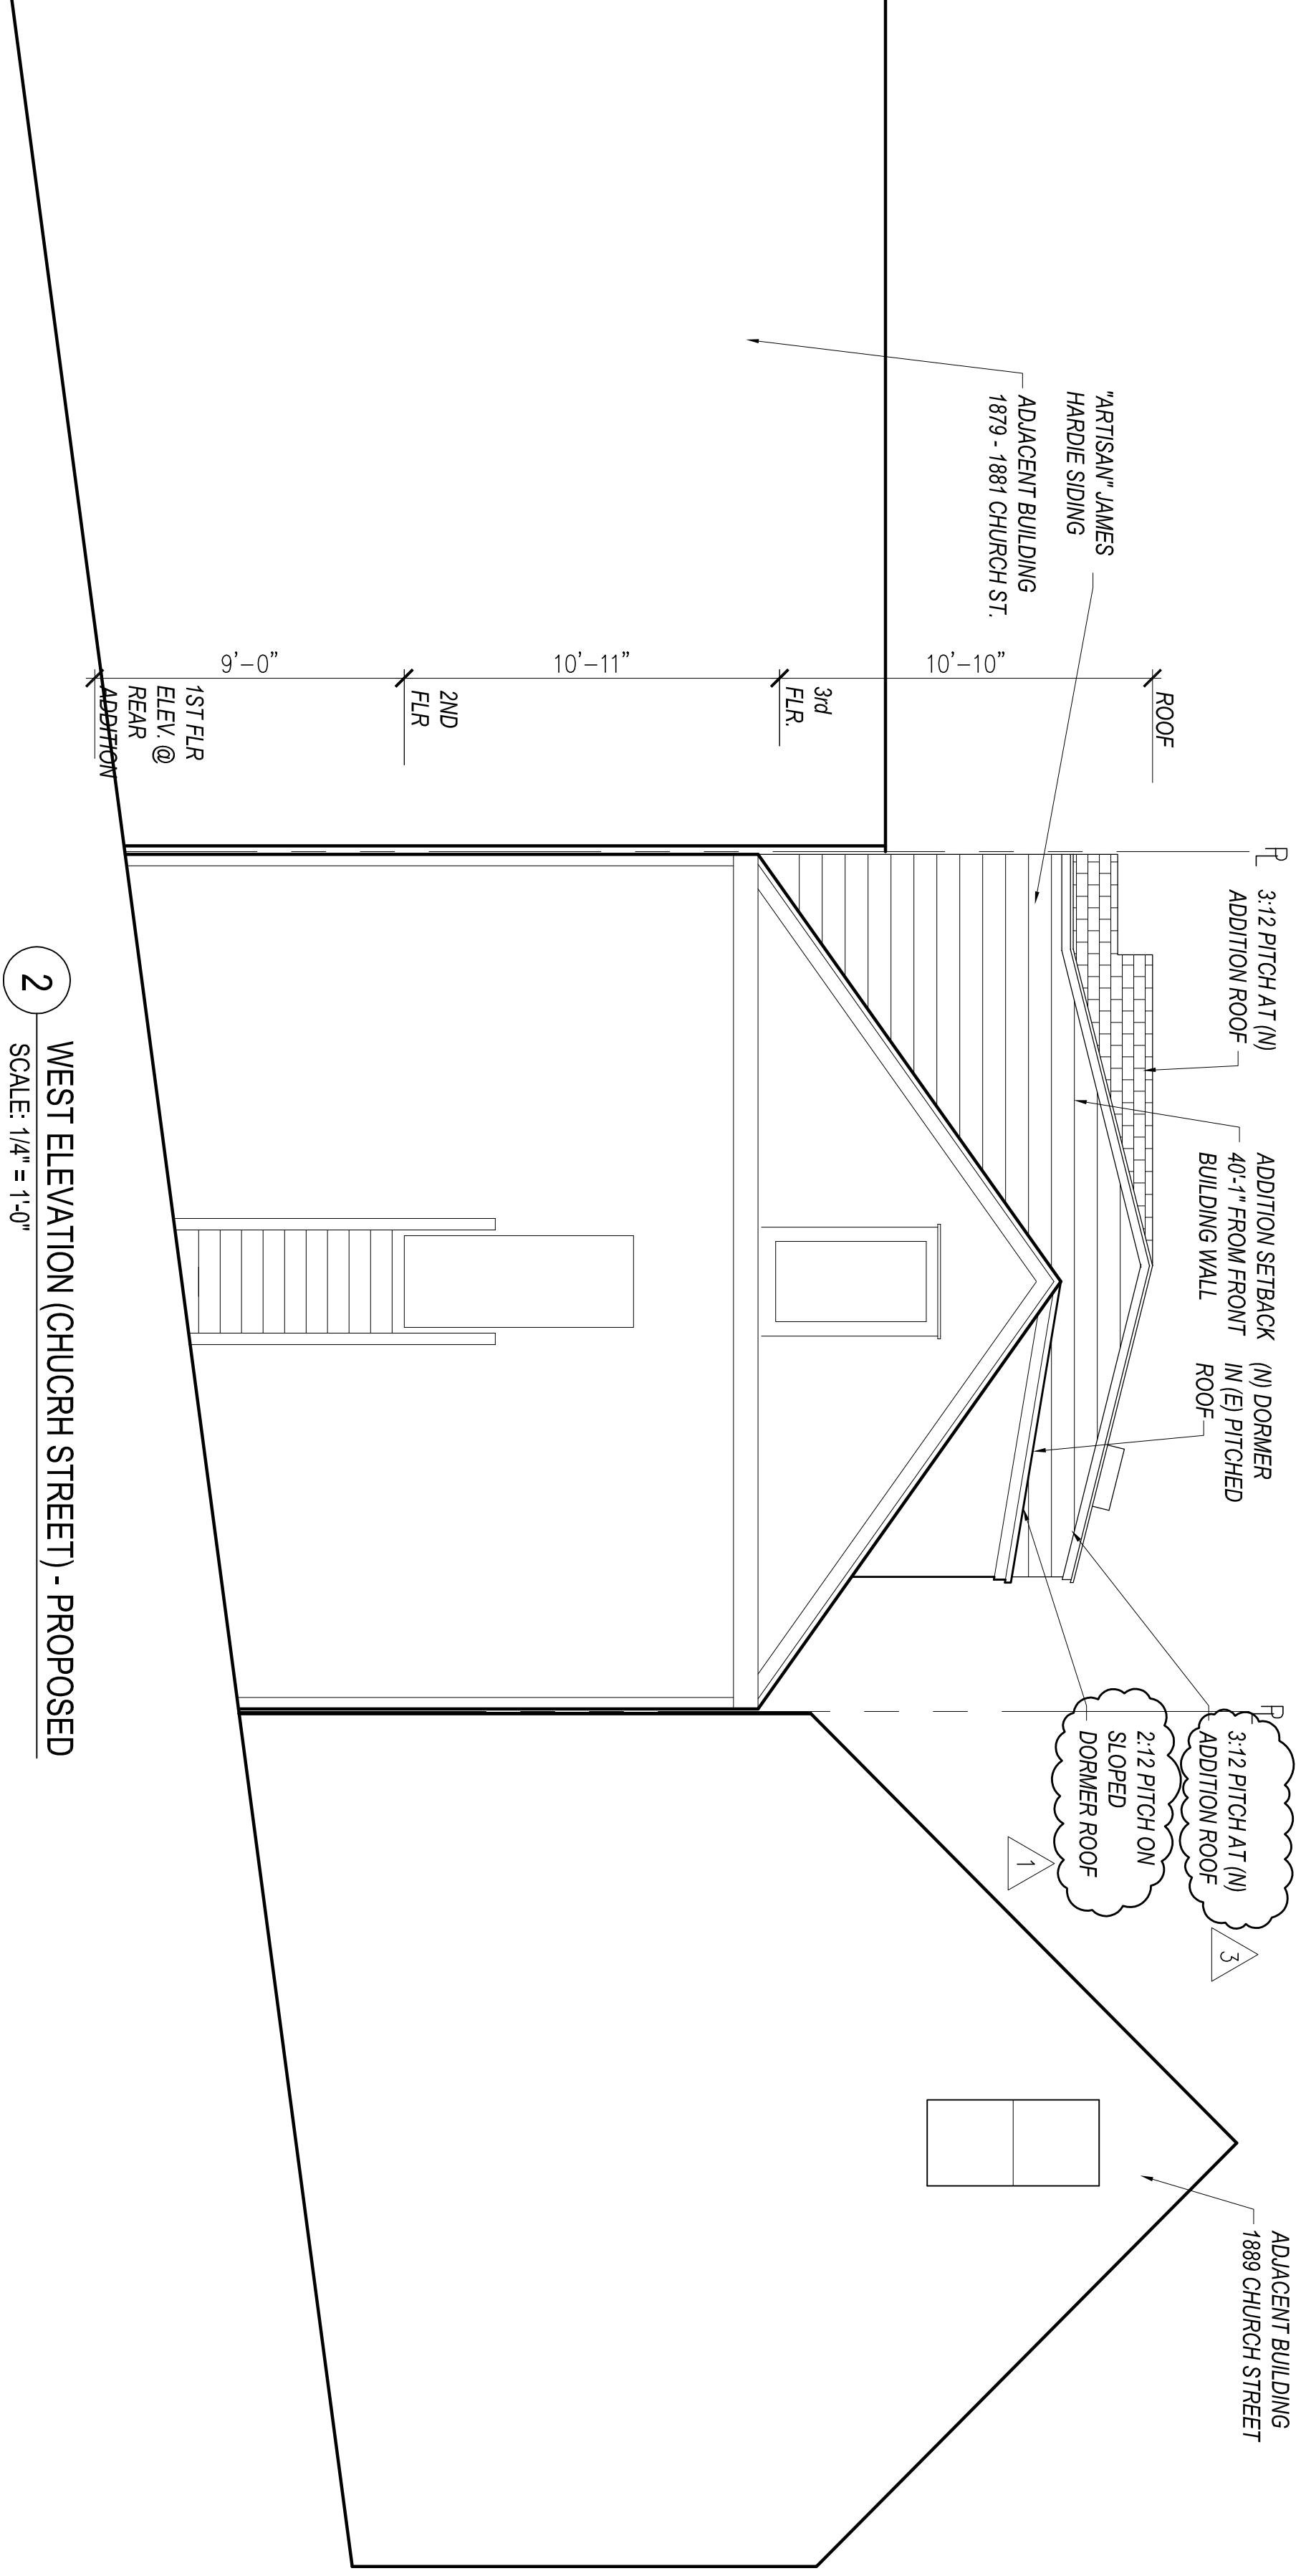 "ARTISAN" JAMES
HARDIE SIDING
ADJACENT BUILDING
1879 - 1881 CHURCH ST.
ROOF
10'-10"
3rd
FLR.
10'-11"
2ND
FLR
9'-0"
1ST FLR
ELEV. @
REAR
ADDITION
PL
3:12 PITCH AT (N)
ADDITION ROOF
ADDITION SETBACK
40'-1" FROM FRONT
BUILDING WALL
(N) DORMER
IN (E) PITCHED
ROOF
PL
3:12 PITCH AT (N)
ADDITION ROOF
3
2:12 PITCH ON
SLOPED
DORMER ROOF
1
ADJACENT BUILDING
1889 CHURCH STREET
2
WEST ELEVATION (CHUCRH STREET) - PROPOSED
SCALE: 1/4" = 1'-0"